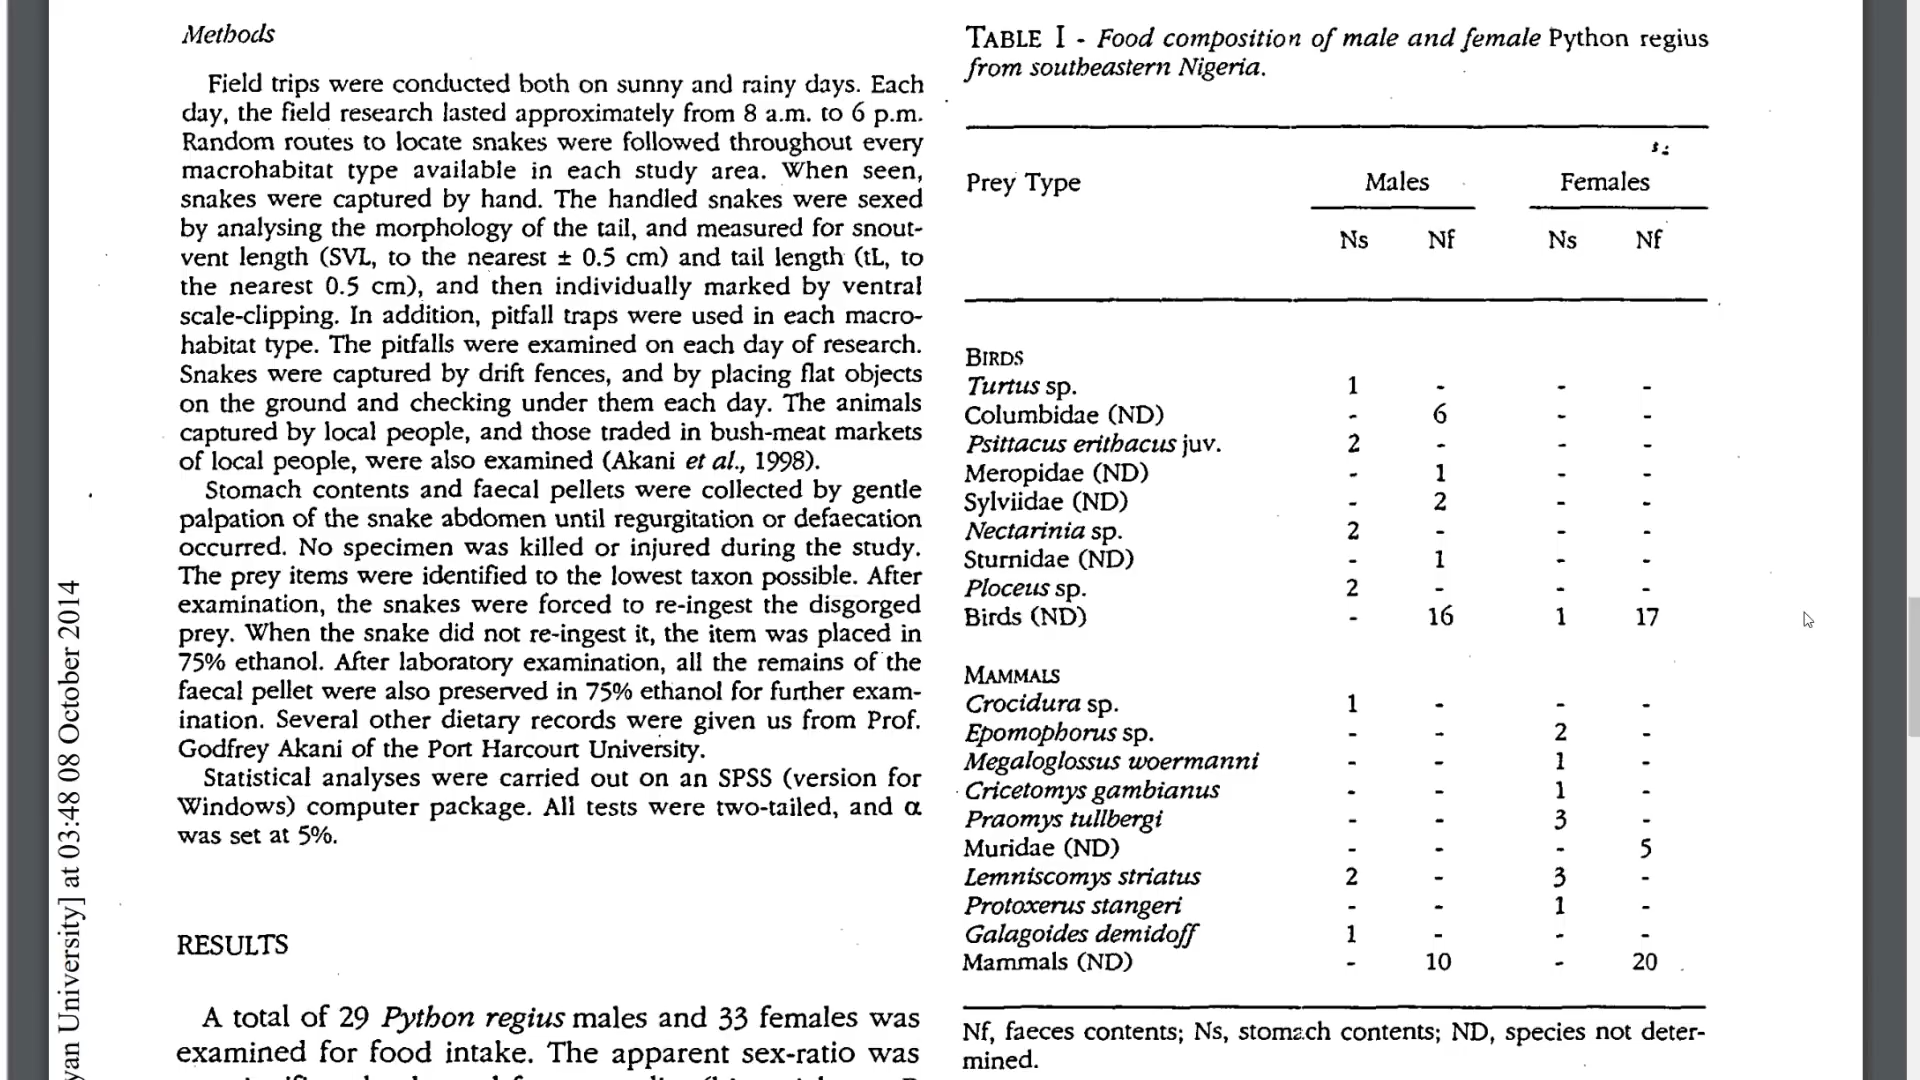 Methods
Field trips were conducted both on sunny and rainy days. Each
day, the field research lasted approximately from 8 a.m. to 6 p.m.
Random routes to locate snakes were followed throughout every
macrohabitat type available in each study area. When seen,
snakes were captured by hand. The handled snakes were sexed
by analysing the morphology of the tail, and measured for snout-
vent length (SVL, to the nearest ± 0.5 cm) and tail length (tL, to
the nearest 0.5 cm), and then individually marked by ventral
scale-clipping. In addition, pitfall traps were used in each macro-
habitat type. The pitfalls were examined on each day of research.
Snakes were captured by drift fences, and by placing flat objects
on the ground and checking under them each day. The animals
captured by local people, and those traded in bush-meat markets
of local people, were also examined (Akani et al., 1998).
Stomach contents and faecal pellets were collected by gentle
palpation of the snake abdomen until regurgitation or defaecation
occurred. No specimen was killed or injured during the study.
The prey items were identified to the lowest taxon possible. After
examination, the snakes were forced to re-ingest the disgorged
prey. When the snake did not re-ingest it, the item was placed in
75% ethanol. After laboratory examination, all the remains of the
faecal pellet were also preserved in 75% ethanol for further exam-
ination. Several other dietary records were given us from Prof.
Godfrey Akani of the Port Harcourt University.
Statistical analyses were carried out on an SPSS (version for
Windows) computer package. All tests were two-tailed, and α
was set at 5%.
RESULTS
A total of 29 Python regius males and 33 females was
examined for food intake. The apparent sex-ratio was
TABLE I - Food composition of male and female Python regius
from southeastern Nigeria.
Prey Type Males Females
Ns Nf Ns Nf
BIRDS
Turtus sp. 1 - - -
Columbidae (ND) - 6 - -
Psittacus erithacus juv. 2 - - -
Meropidae (ND) - 1 - -
Sylviidae (ND) - 2 - -
Nectarinia sp. 2 - - -
Sturnidae (ND) - 1 - -
Ploceus sp. 2 - - -
Birds (ND) - 16 1 17
MAMMALS
Crocidura sp. 1 - - -
Epomophorus sp. - - 2 -
Megaloglossus woermanni - - 1 -
Cricetomys gambianus - - 1 -
Praomys tullbergi - - 3 -
Muridae (ND) - - - 5
Lemniscomys striatus 2 - 3 -
Protoxerus stangeri - - 1 -
Galagoides demidoff 1 - - -
Mammals (ND) - 10 - 20
Nf, faeces contents; Ns, stomach contents; ND, species not deter-
mined.
yan University] at 03:48 08 October 2014